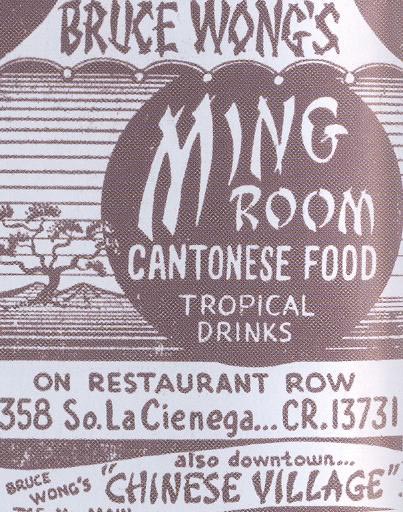 BRUCE WONG'S
MING
ROOM
CANTONESE FOOD
TROPICAL
DRINKS
ON RESTAURANT ROW
358 So. La Cienega... CR. 13731
also downtown...
BRUCE WONG'S "CHINESE VILLAGE"